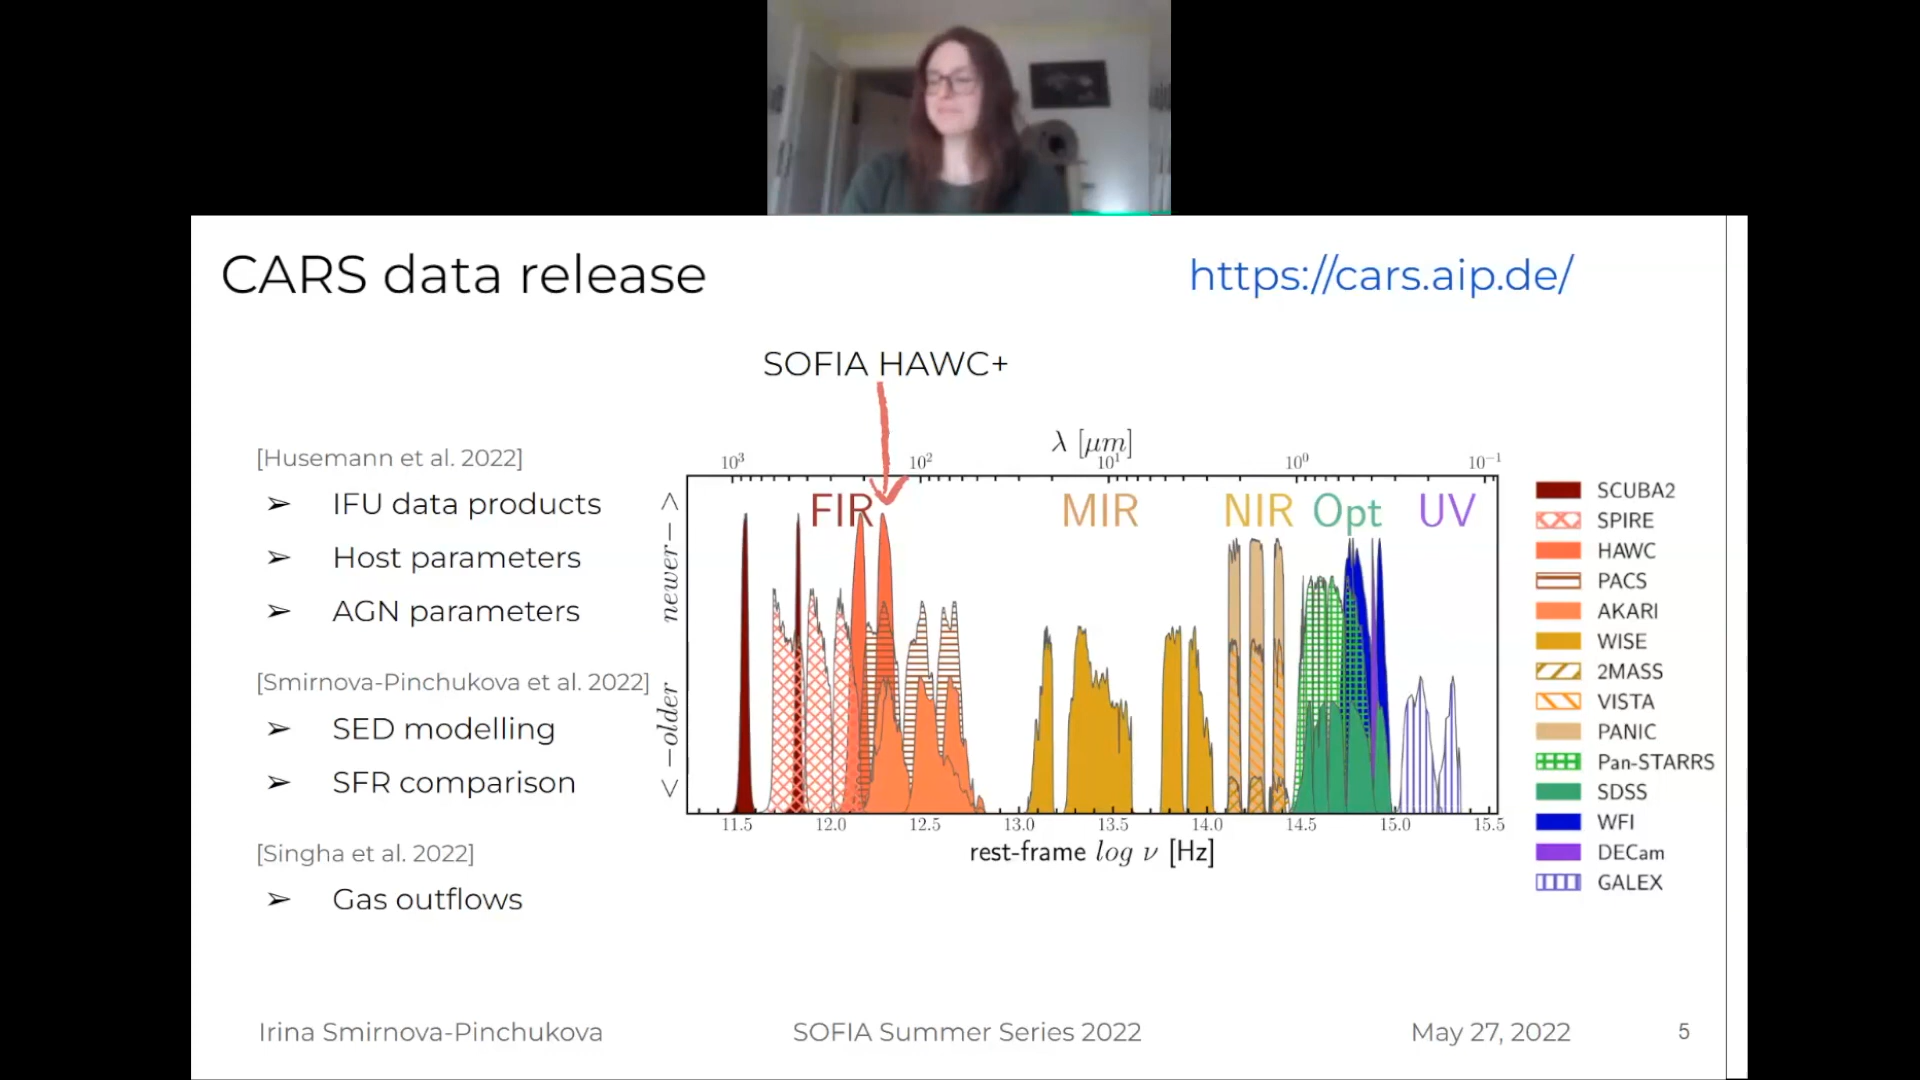 CARS data release
https://cars.aip.de/
SOFIA HAWC+
[Husemann et al. 2022]
➢ IFU data products
➢ Host parameters
➢ AGN parameters
[Smirnova-Pinchukova et al. 2022]
➢ SED modelling
➢ SFR comparison
[Singha et al. 2022]
➢ Gas outflows
λ [μm]
10³ 10² 10¹ 10⁰ 10⁻¹
FIR MIR NIR Opt UV
<−older newer−>
11.5 12.0 12.5 13.0 13.5 14.0 14.5 15.0 15.5
rest-frame log ν [Hz]
SCUBA2
SPIRE
HAWC
PACS
AKARI
WISE
2MASS
VISTA
PANIC
Pan-STARRS
SDSS
WFI
DECam
GALEX
Irina Smirnova-Pinchukova
SOFIA Summer Series 2022
May 27, 2022
5